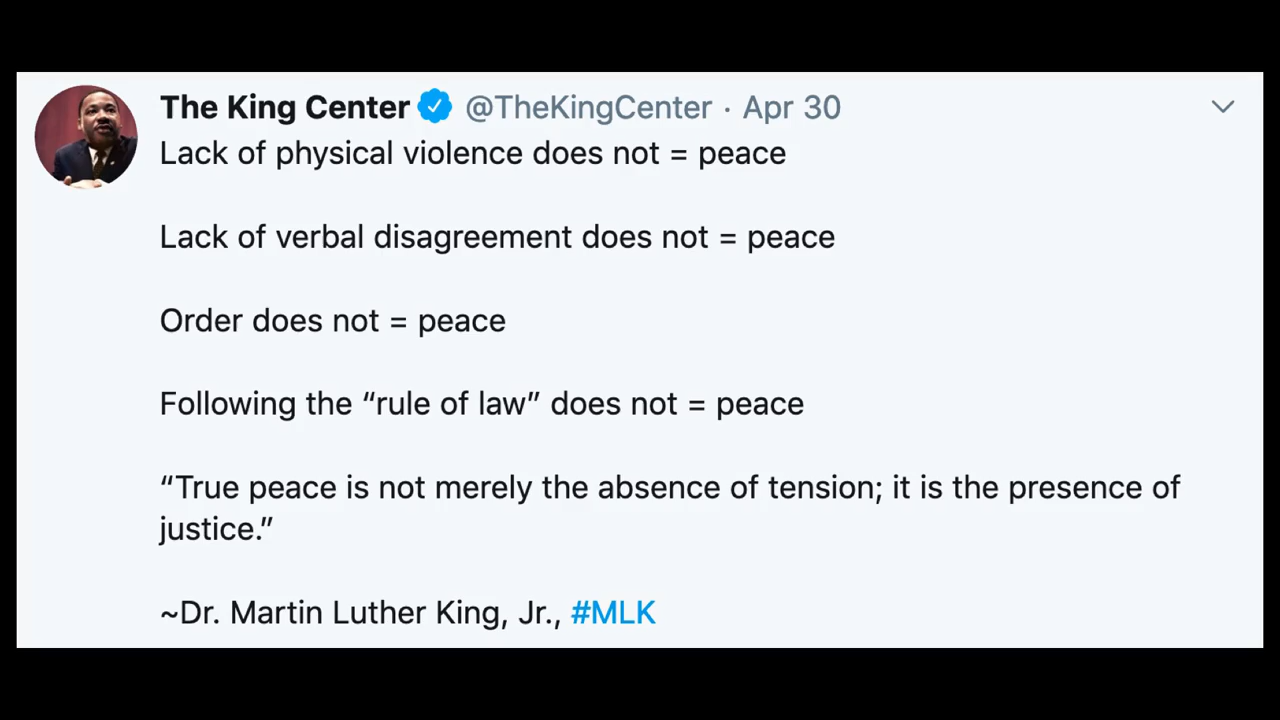 The King Center @TheKingCenter · Apr 30
Lack of physical violence does not = peace
Lack of verbal disagreement does not = peace
Order does not = peace
Following the “rule of law” does not = peace
“True peace is not merely the absence of tension; it is the presence of
justice.”
~Dr. Martin Luther King, Jr., #MLK